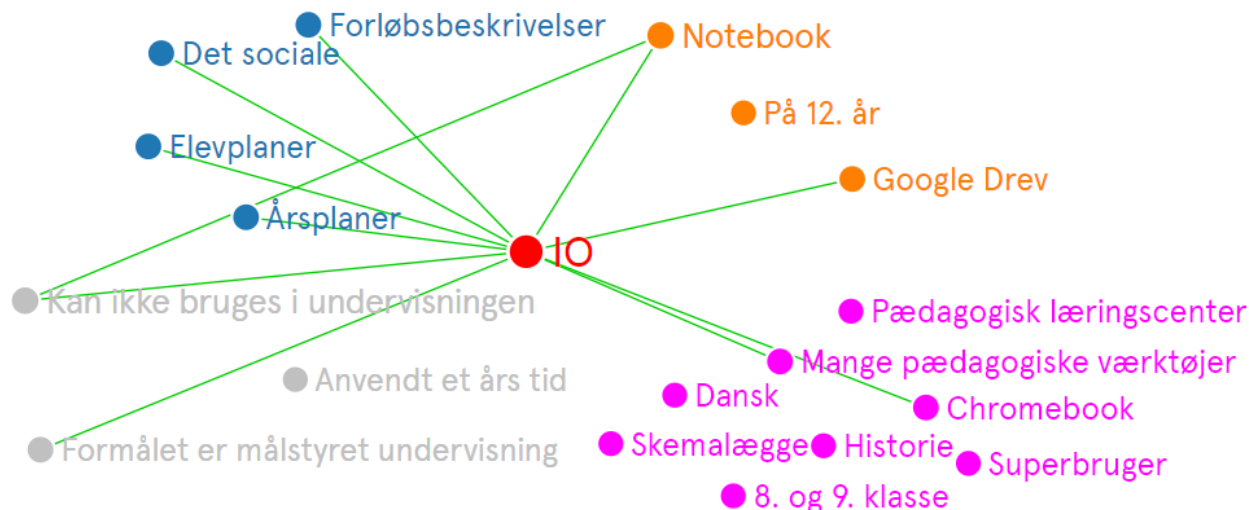 Forløbsbeskrivelser
Notebook
Det sociale
På 12. år
Elevplaner
Google Drev
Årsplaner
IO
Kan ikke bruges i undervisningen
Pædagogisk læringscenter
Mange pædagogiske værktøjer
Anvendt et års tid
Dansk
Chromebook
Formålet er målstyret undervisning
Skemalægge
Historie
Superbruger
8. og 9. klasse